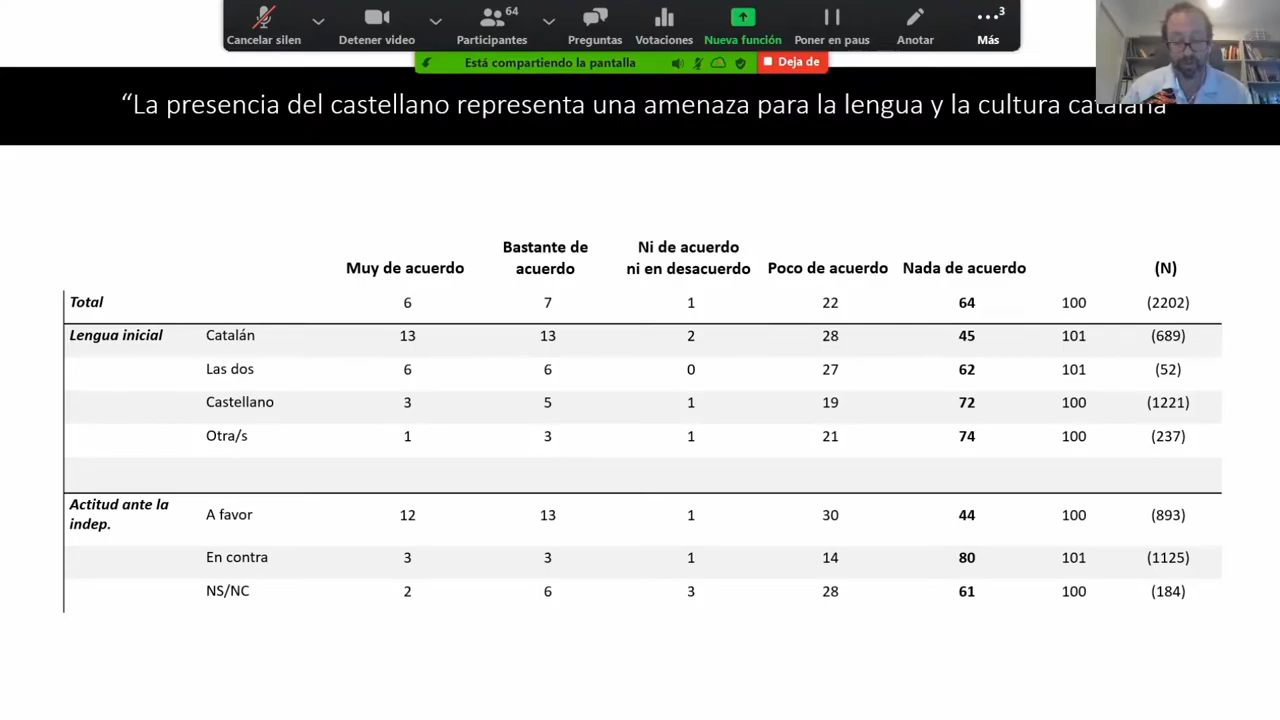 64
3
Cancelar silen
Detener video
Participantes
Preguntas
Votaciones
Nueva función
Poner en paus
Anotar
Más
Está compartiendo la pantalla
Deja de
“La presencia del castellano representa una amenaza para la lengua y la cultura catalana
Muy de acuerdo Bastante de acuerdo Ni de acuerdo ni en desacuerdo Poco de acuerdo Nada de acuerdo (N)
Total 6 7 1 22 64 100 (2202)
Lengua inicial Catalán 13 13 2 28 45 101 (689)
Las dos 6 6 0 27 62 101 (52)
Castellano 3 5 1 19 72 100 (1221)
Otra/s 1 3 1 21 74 100 (237)
Actitud ante la indep. A favor 12 13 1 30 44 100 (893)
En contra 3 3 1 14 80 101 (1125)
NS/NC 2 6 3 28 61 100 (184)